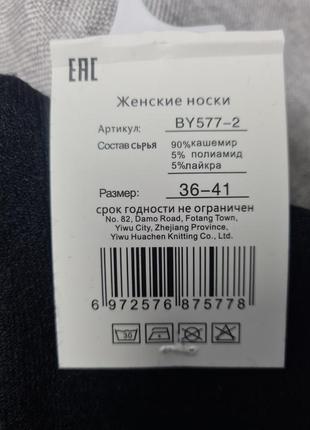 EAC
Женские носки
Артикул: BY577-2
Состав сырья 90%кашемир
5% полиамид
5%лайкра
Размер: 36-41
срок годности не ограничен
No. 82, Damo Road, Fotang Town,
Yiwu City, Zhejiang Province,
Yiwu Huachen Knitting Co., Ltd.
6 972576 875778
30